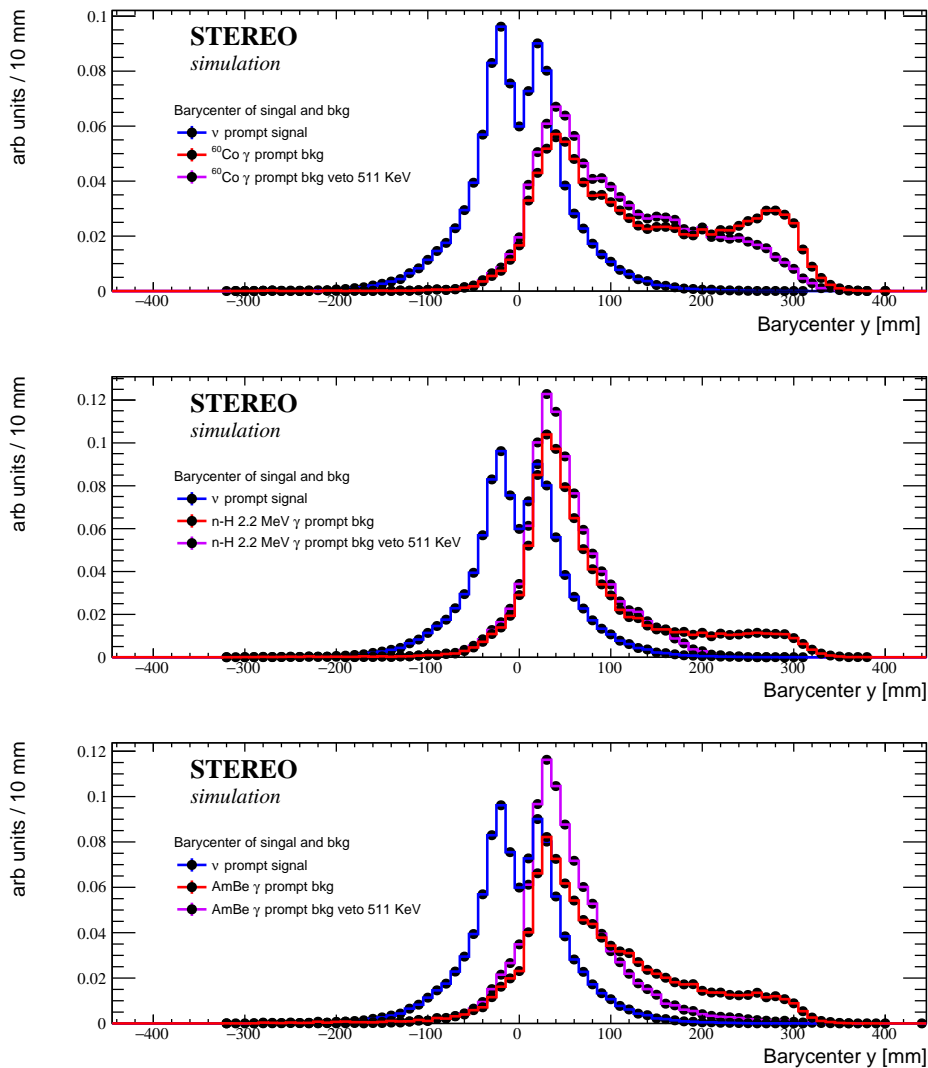 0.1
0.08
0.06
0.04
0.02
0
arb units / 10 mm
STEREO
simulation
Barycenter of singal and bkg
ν prompt signal
⁶⁰Co γ prompt bkg
⁶⁰Co γ prompt bkg veto 511 KeV
−400 −300 −200 −100 0 100 200 300 400
Barycenter y [mm]
0.12
0.1
0.08
0.06
0.04
0.02
0
arb units / 10 mm
STEREO
simulation
Barycenter of singal and bkg
ν prompt signal
n-H 2.2 MeV γ prompt bkg
n-H 2.2 MeV γ prompt bkg veto 511 KeV
−400 −300 −200 −100 0 100 200 300 400
Barycenter y [mm]
0.12
0.1
0.08
0.06
0.04
0.02
0
arb units / 10 mm
STEREO
simulation
Barycenter of singal and bkg
ν prompt signal
AmBe γ prompt bkg
AmBe γ prompt bkg veto 511 KeV
−400 −300 −200 −100 0 100 200 300 400
Barycenter y [mm]